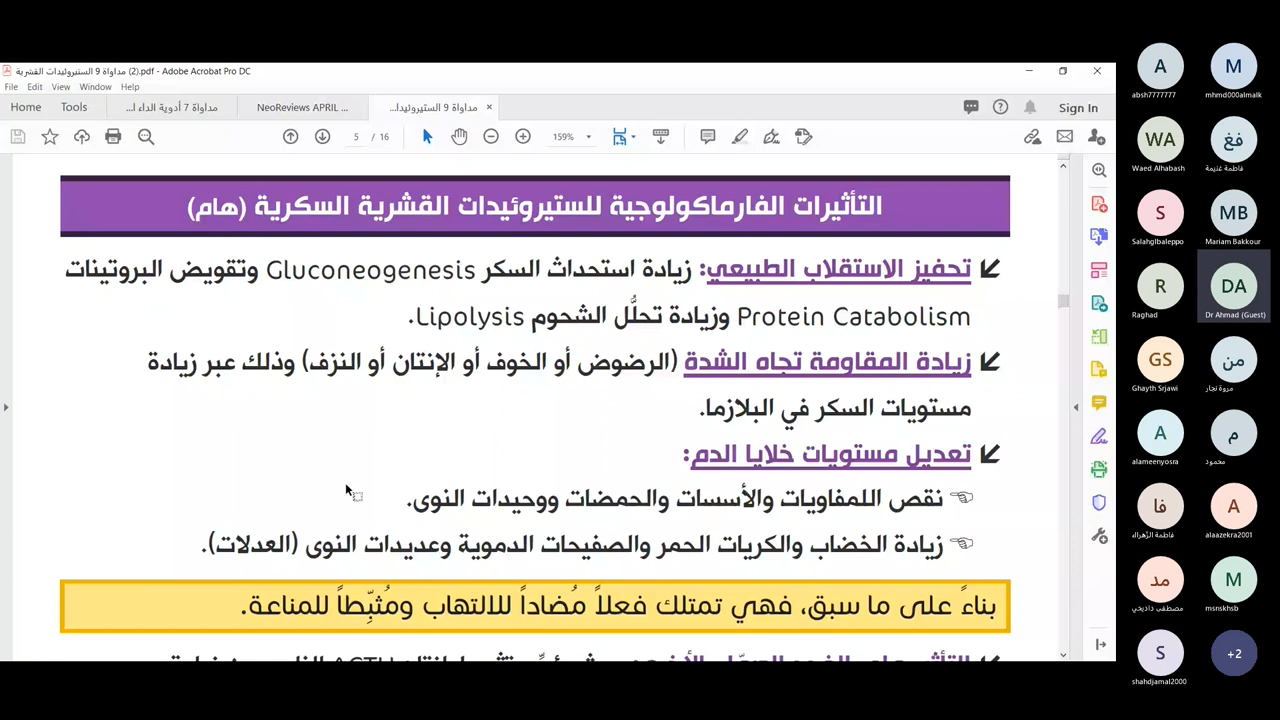 مداواة 9 الستيروئيدات القشرية (2).pdf - Adobe Acrobat Pro DC
File Edit View Window Help
Home Tools
مداواة 7 أدوية الداء ا...
NeoReviews APRIL ...
مداواة 9 الستيروئيدا...
Sign In
5 / 16
159%
التأثيرات الفارماكولوجية للستيروئيدات القشرية السكرية (هام)
تحفيز الاستقلاب الطبيعي: زيادة استحداث السكر Gluconeogenesis وتقويض البروتينات
Protein Catabolism وزيادة تحلُّل الشحوم Lipolysis.
زيادة المقاومة تجاه الشدة (الرضوض أو الخوف أو الإنتان أو النزف) وذلك عبر زيادة
مستويات السكر في البلازما.
تعديل مستويات خلايا الدم:
نقص اللمفاويات والأسسات والحمضات ووحيدات النوى.
زيادة الخضاب والكريات الحمر والصفيحات الدموية وعديدات النوى (العدلات).
بناءً على ما سبق، فهي تمتلك فعلاً مُضاداً للالتهاب ومُثبِّطاً للمناعة.
A
absh7777777
M
mhmd000almalk
WA
Waed Alhabash
فغ
فاطمة غنيمة
S
Salahglbaleppo
MB
Mariam Bakkour
R
Raghad
DA
Dr Ahmad (Guest)
GS
Ghayth Srjawi
من
مروة نجار
A
alameenyosra
م
محمود
فا
فاطمة الزهراء
A
alaazekra2001
مد
مصطفى داديخي
M
msnskhsb
S
shahdjamal2000
+2